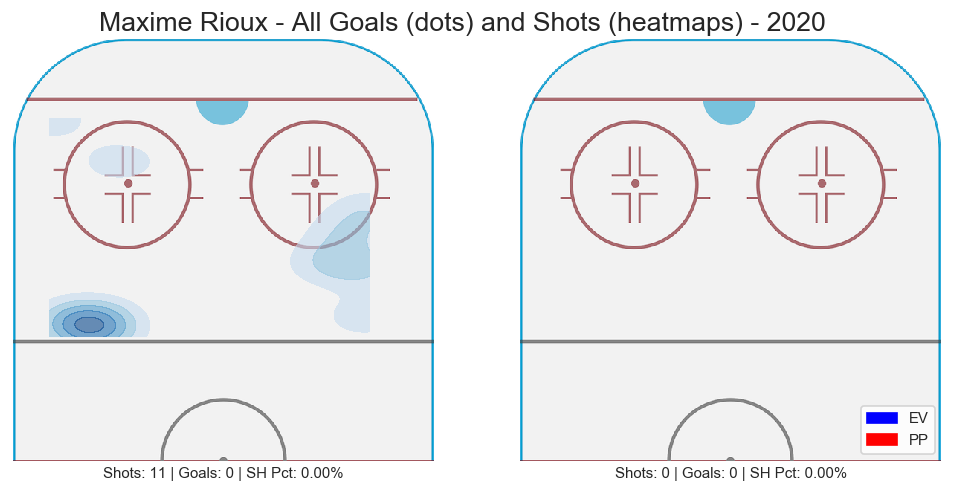 Maxime Rioux - All Goals (dots) and Shots (heatmaps) - 2020
EV
PP
Shots: 11 | Goals: 0 | SH Pct: 0.00%
Shots: 0 | Goals: 0 | SH Pct: 0.00%